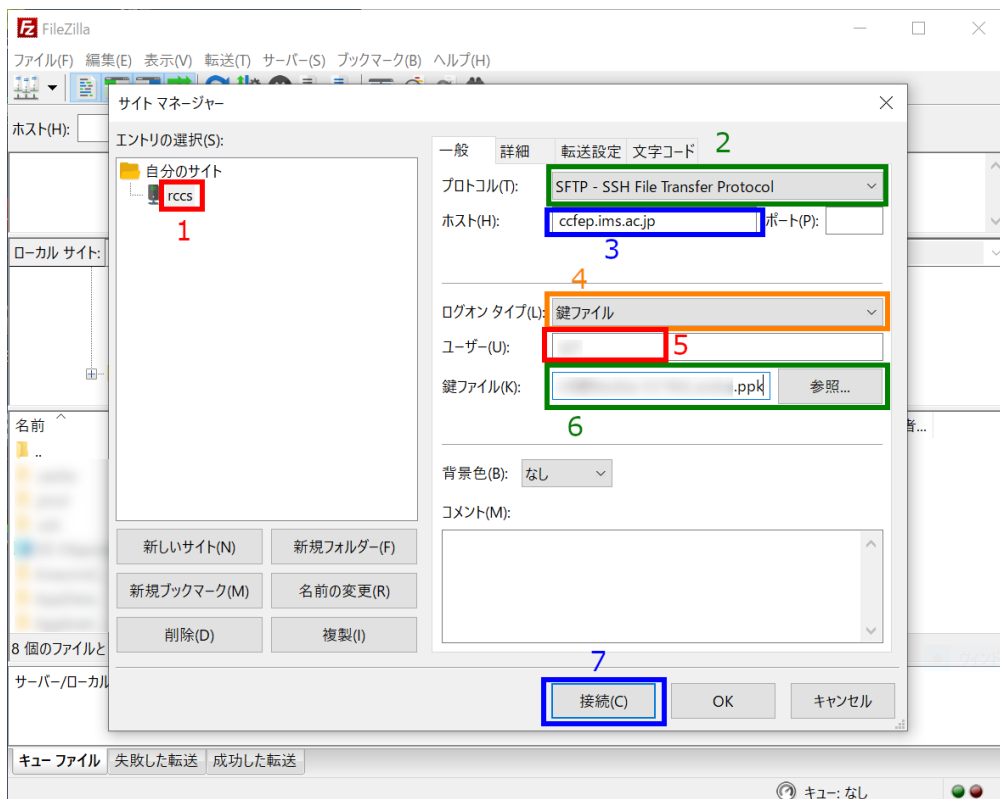 FileZilla
ファイル(F) 編集(E) 表示(V) 転送(T) サーバー(S) ブックマーク(B) ヘルプ(H)
ホスト(H):
サイト マネージャー
エントリの選択(S):
自分のサイト
rccs
1
一般 詳細 転送設定 文字コード
2
プロトコル(T): SFTP - SSH File Transfer Protocol
ホスト(H): ccfep.ims.ac.jp ポート(P):
3
4
ログオン タイプ(L): 鍵ファイル
ユーザー(U): 5
鍵ファイル(K): .ppk 参照...
6
背景色(B): なし
コメント(M):
新しいサイト(N) 新規フォルダー(F)
新規ブックマーク(M) 名前の変更(R)
削除(D) 複製(I)
7
接続(C) OK キャンセル
ローカル サイト:
名前
..
者...
8 個のファイルと
サーバー/ローカル
キュー ファイル 失敗した転送 成功した転送
キュー: なし